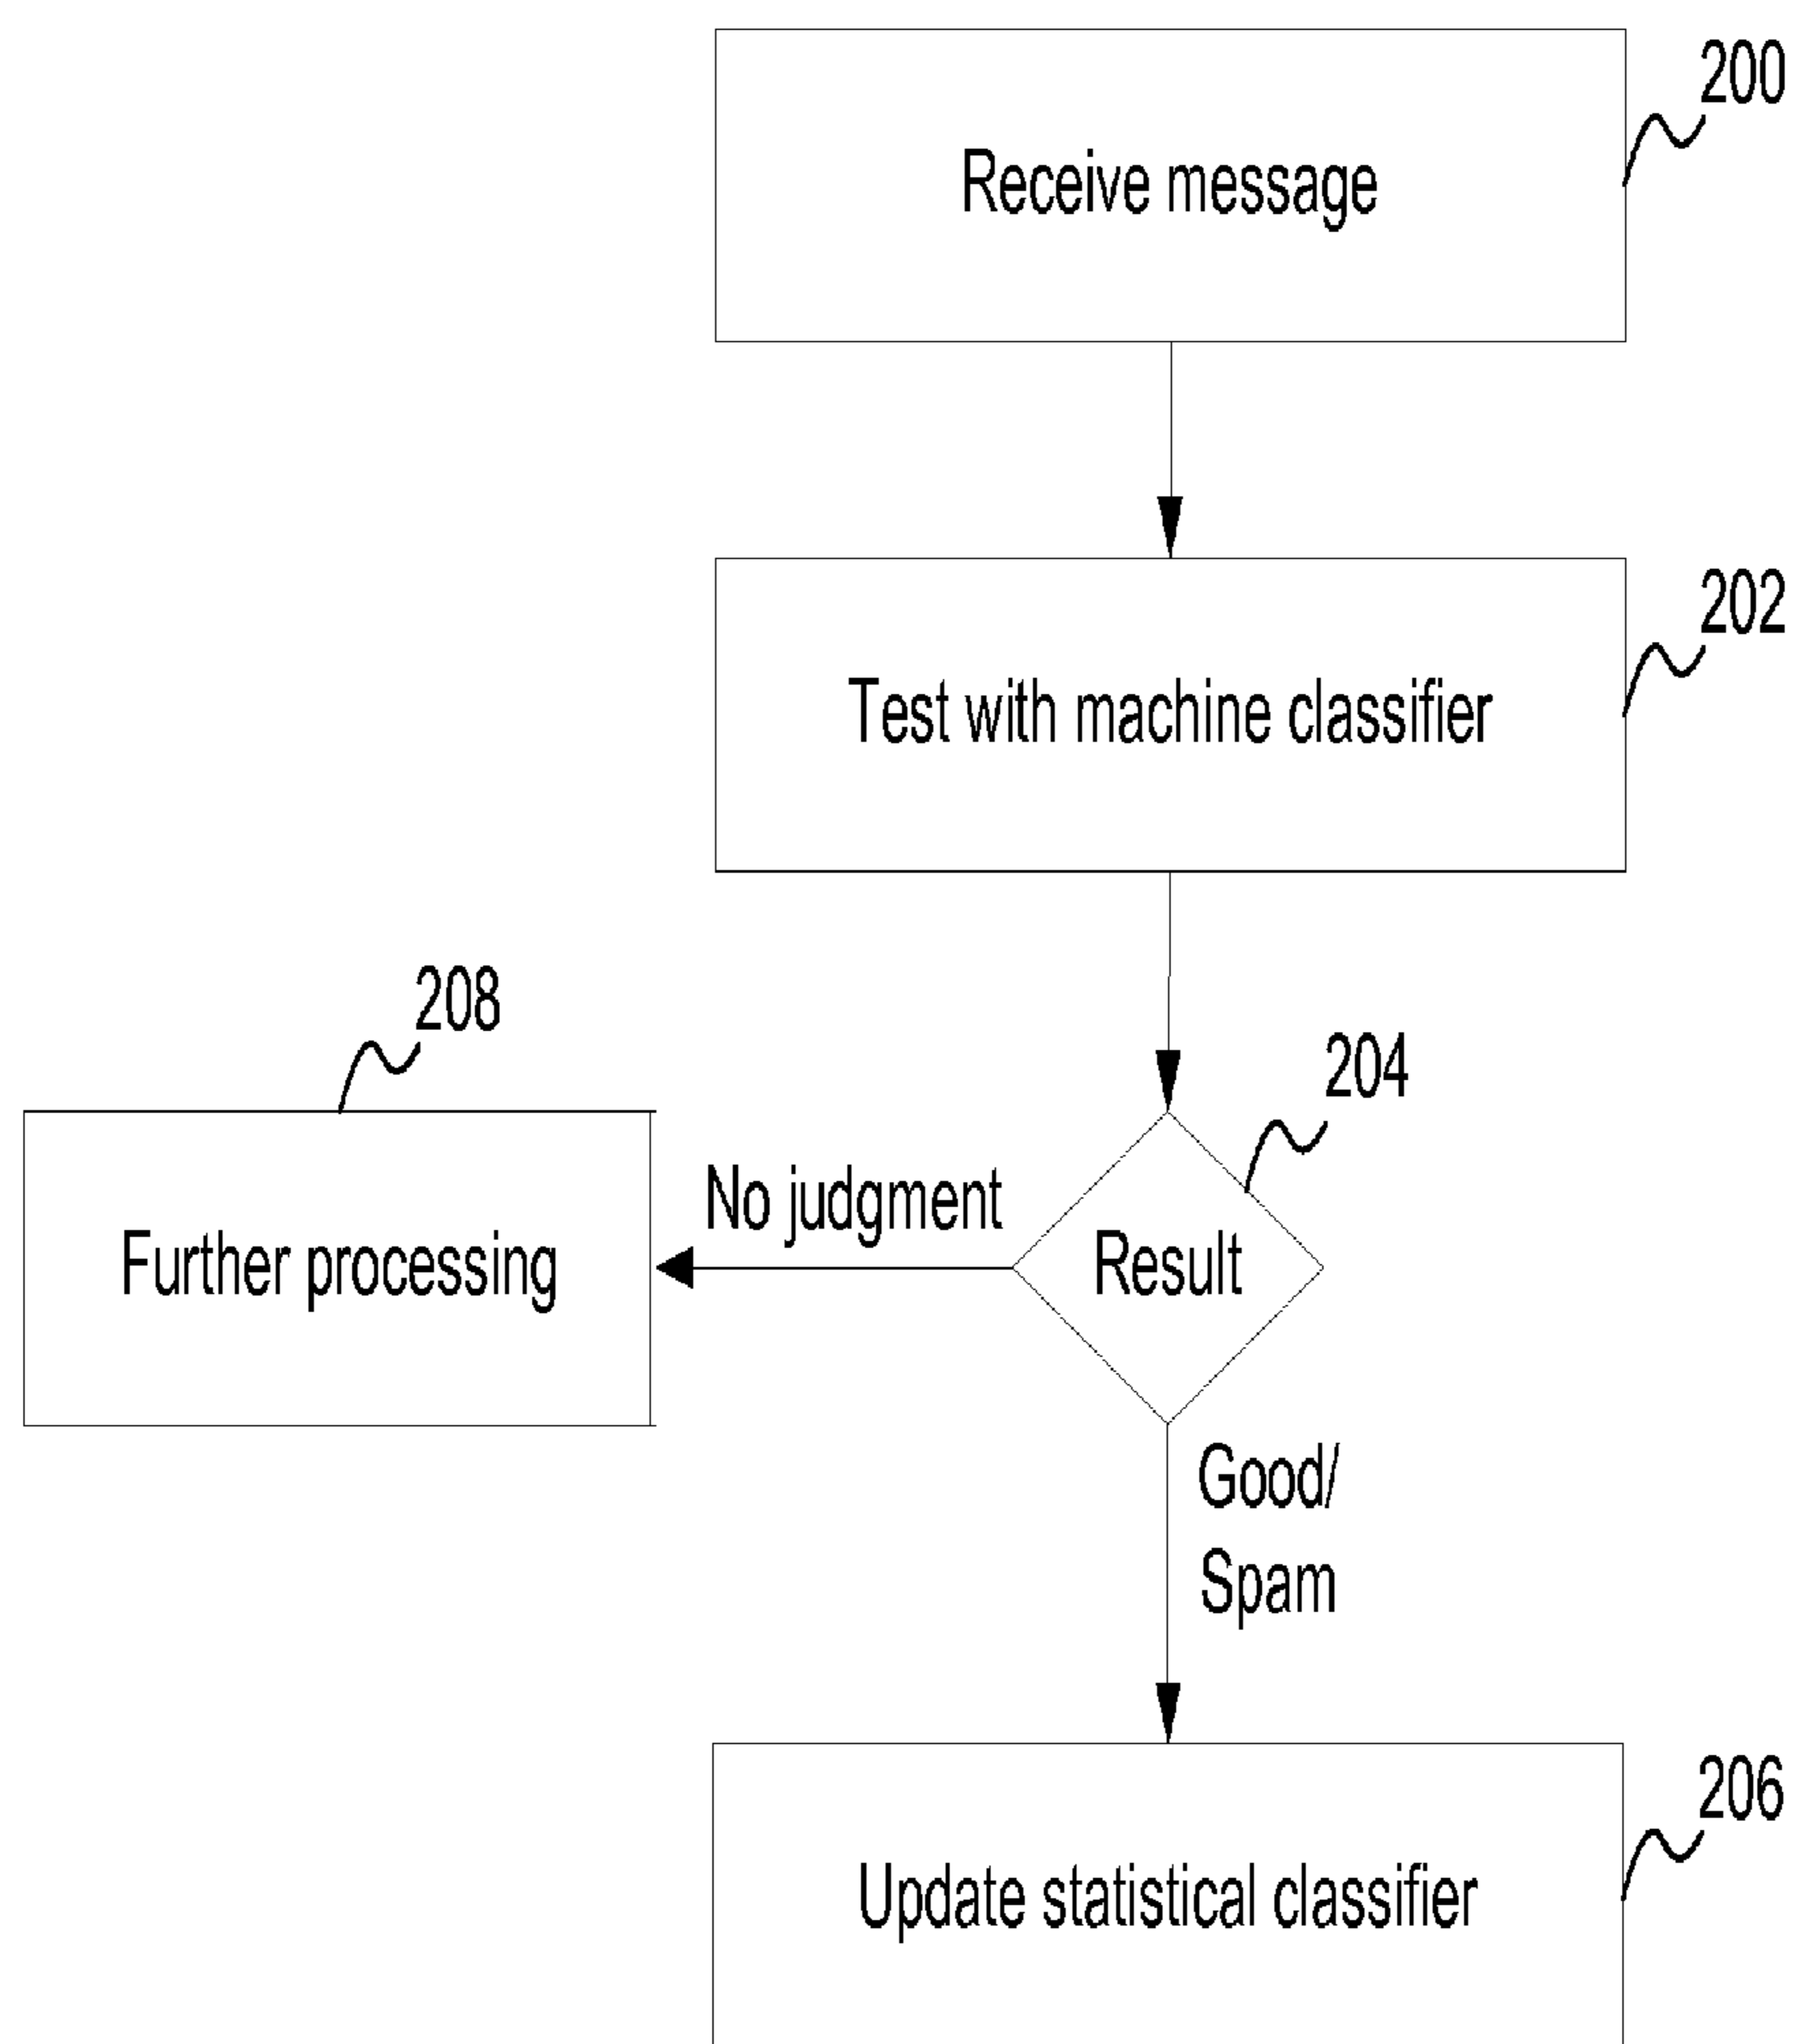 200
Receive message
202
Test with machine classifier
208
204
No judgment
Further processing
Result
Good/
Spam
206
Update statistical classifier